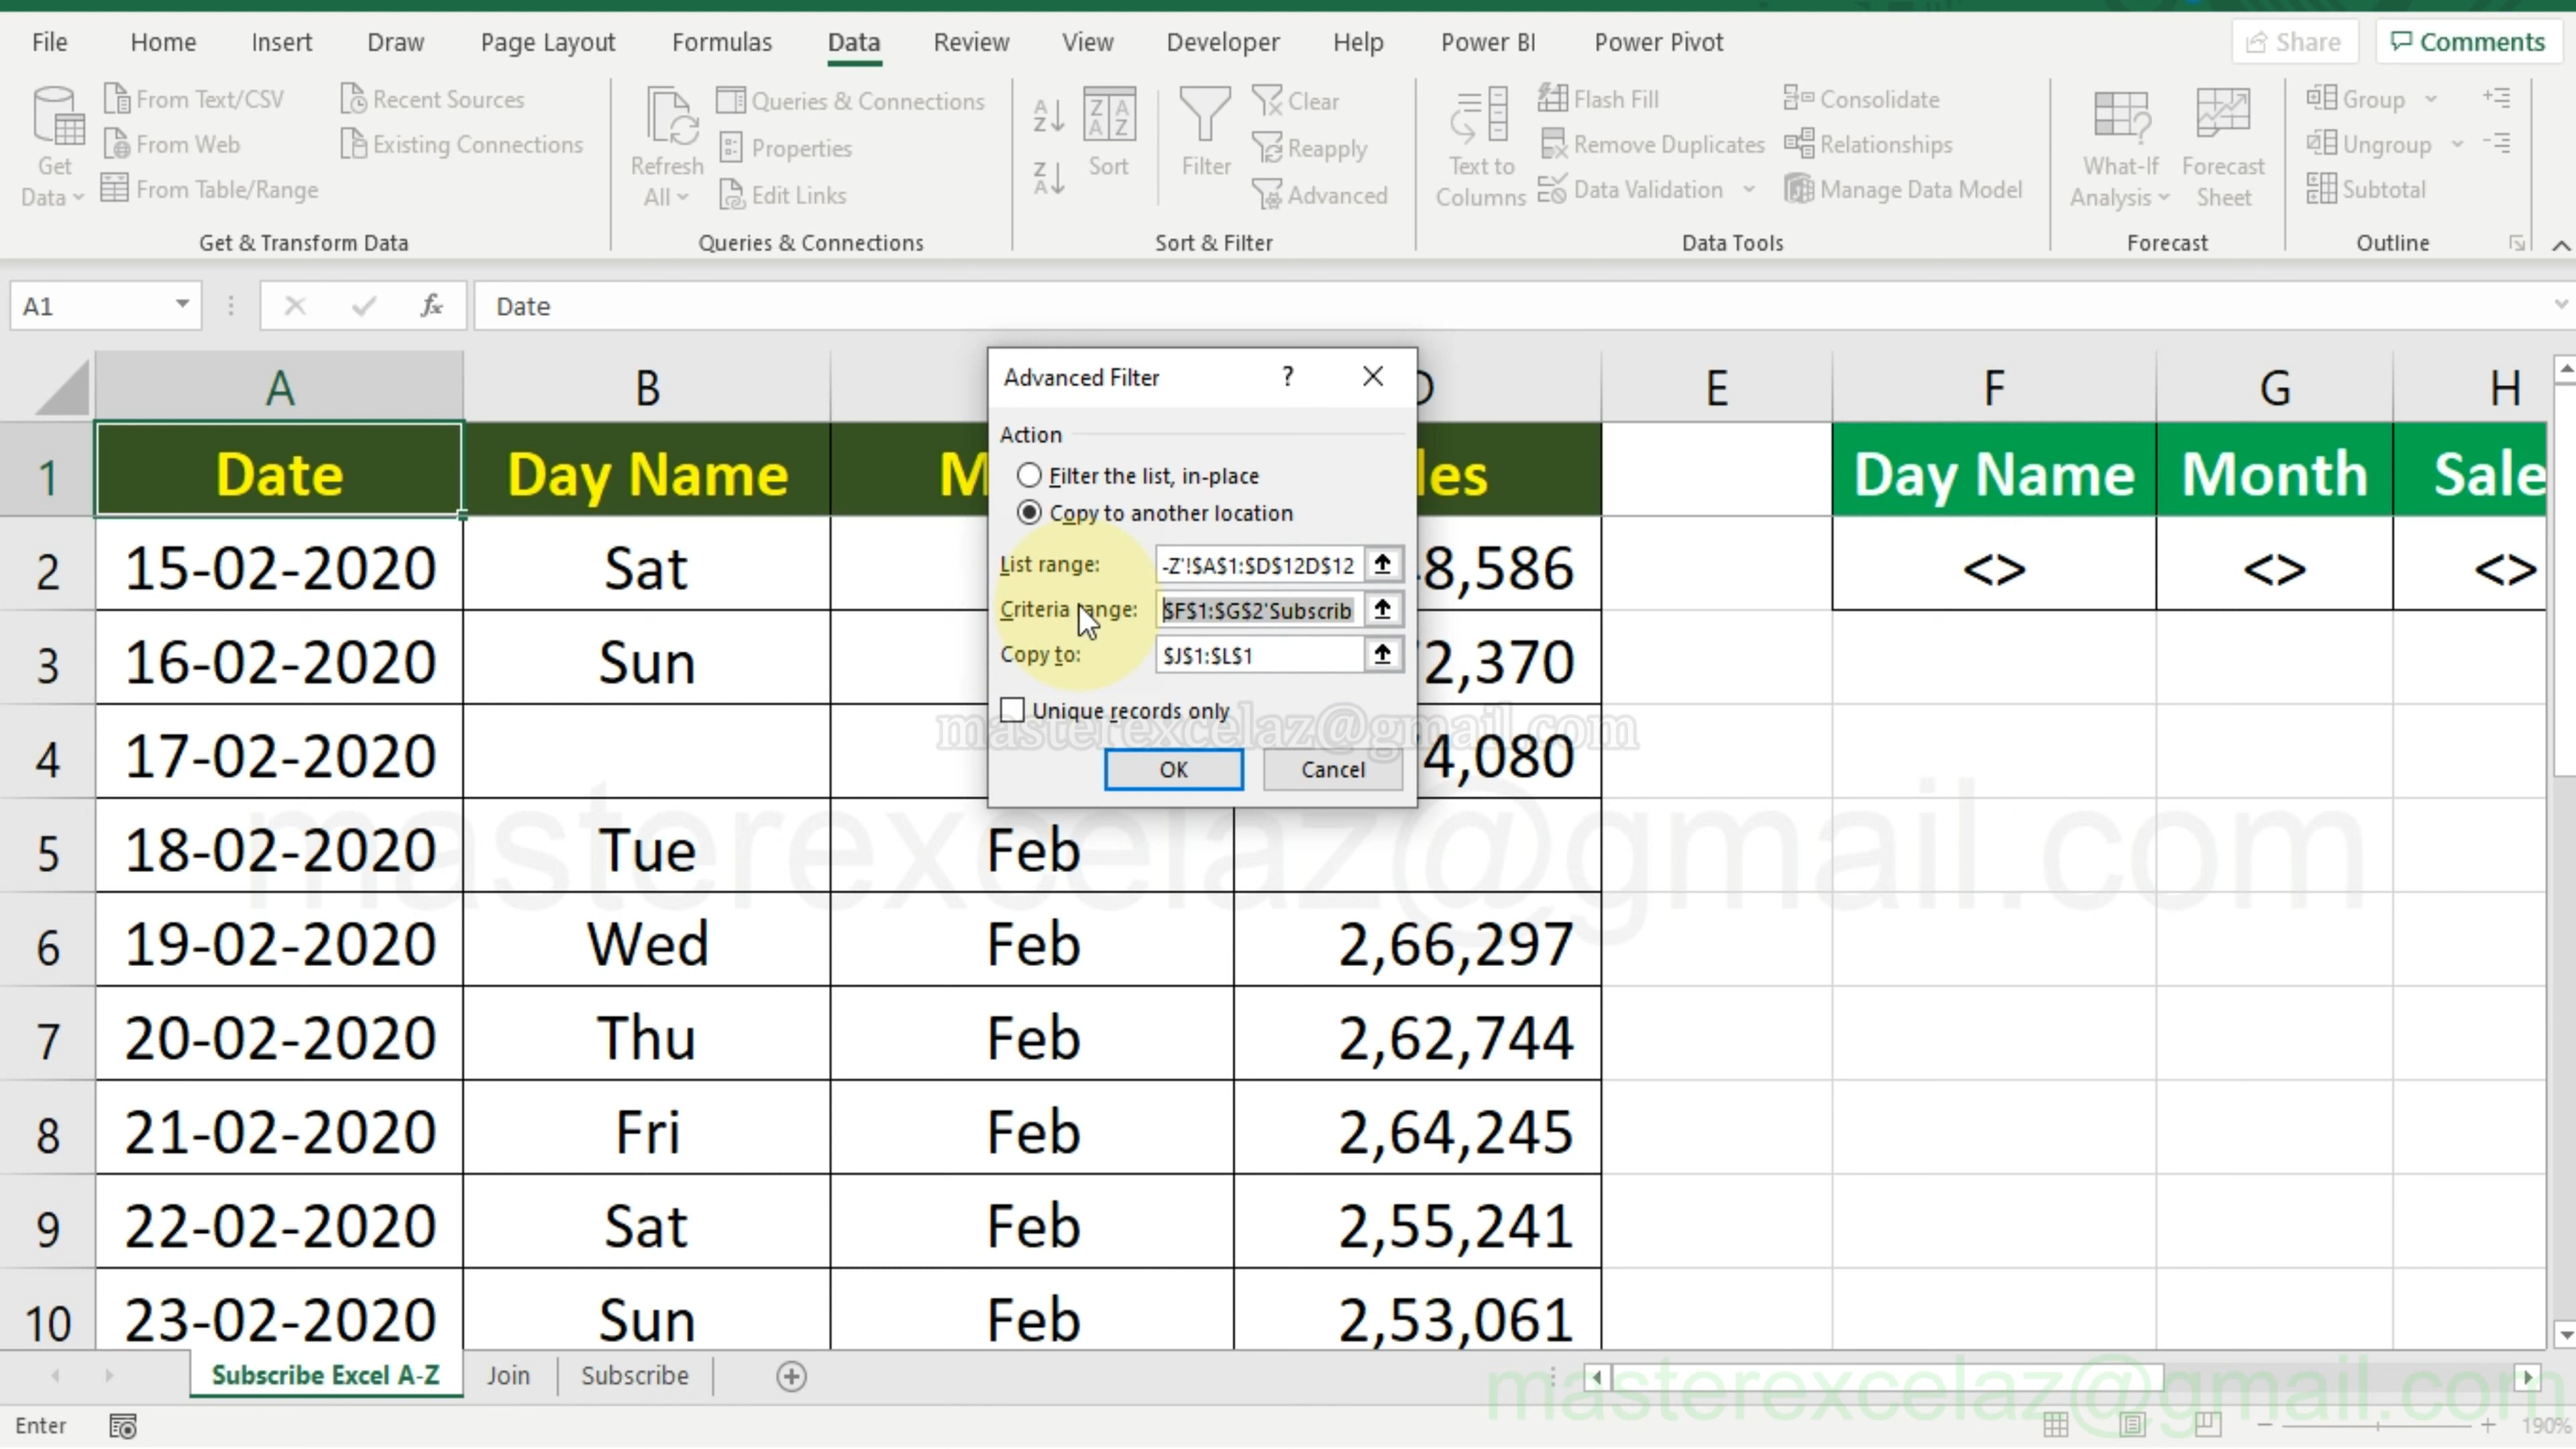 File Home Insert Draw Page Layout Formulas Data Review View Developer Help Power BI Power Pivot Share Comments
Get Data From Text/CSV From Web From Table/Range Recent Sources Existing Connections
Get & Transform Data
Refresh All Queries & Connections Properties Edit Links
Queries & Connections
Sort Filter Clear Reapply Advanced
Sort & Filter
Text to Columns Flash Fill Remove Duplicates Data Validation Consolidate Relationships Manage Data Model
Data Tools
What-If Analysis Forecast Sheet
Forecast
Group Ungroup Subtotal
Outline
A1 fx Date
A B D E F G H
1 Date Day Name M les Day Name Month Sale
2 15-02-2020 Sat 8,586 <> <> <>
3 16-02-2020 Sun 2,370
4 17-02-2020 4,080
5 18-02-2020 Tue Feb
6 19-02-2020 Wed Feb 2,66,297
7 20-02-2020 Thu Feb 2,62,744
8 21-02-2020 Fri Feb 2,64,245
9 22-02-2020 Sat Feb 2,55,241
10 23-02-2020 Sun Feb 2,53,061
Advanced Filter ?
Action
Filter the list, in-place
Copy to another location
List range: -Z'!$A$1:$D$12D$12
Criteria range: $F$1:$G$2'Subscrib
Copy to: $J$1:$L$1
Unique records only
OK Cancel
masterexcelaz@gmail.com
masterexcelaz@gmail.com
Subscribe Excel A-Z Join Subscribe
masterexcelaz@gmail.com
Enter 190%